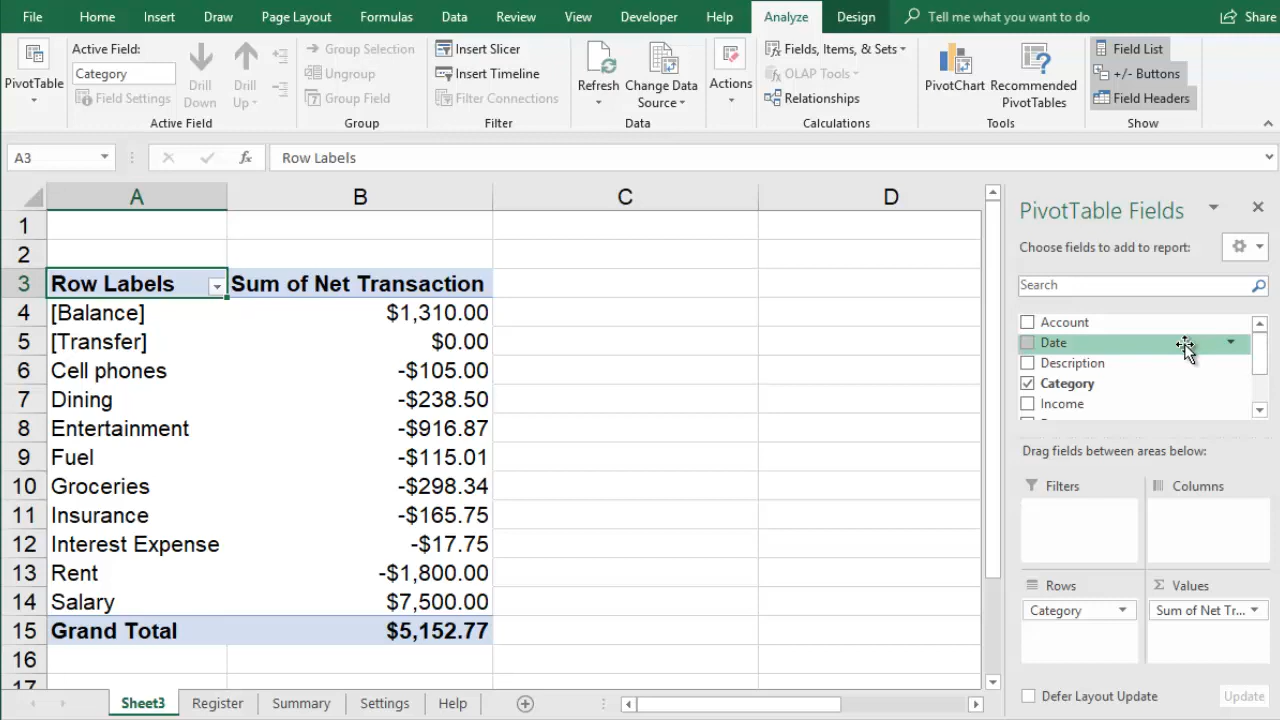 File Home Insert Draw Page Layout Formulas Data Review View Developer Help Analyze Design Tell me what you want to do Share
PivotTable
Active Field:
Category
Field Settings
Drill Down
Drill Up
Active Field
Group Selection
Ungroup
Group Field
Group
Insert Slicer
Insert Timeline
Filter Connections
Filter
Refresh
Change Data Source
Data
Actions
Fields, Items, & Sets
OLAP Tools
Relationships
Calculations
PivotChart
Recommended PivotTables
Tools
Field List
+/- Buttons
Field Headers
Show
A3 fx Row Labels
A B C D
1
2
3 Row Labels Sum of Net Transaction
4 [Balance] $1,310.00
5 [Transfer] $0.00
6 Cell phones -$105.00
7 Dining -$238.50
8 Entertainment -$916.87
9 Fuel -$115.01
10 Groceries -$298.34
11 Insurance -$165.75
12 Interest Expense -$17.75
13 Rent -$1,800.00
14 Salary $7,500.00
15 Grand Total $5,152.77
16
17
PivotTable Fields
Choose fields to add to report:
Search
Account
Date
Description
Category
Income
Drag fields between areas below:
Filters Columns
Rows Σ Values
Category Sum of Net Tr...
Defer Layout Update Update
Sheet3 Register Summary Settings Help